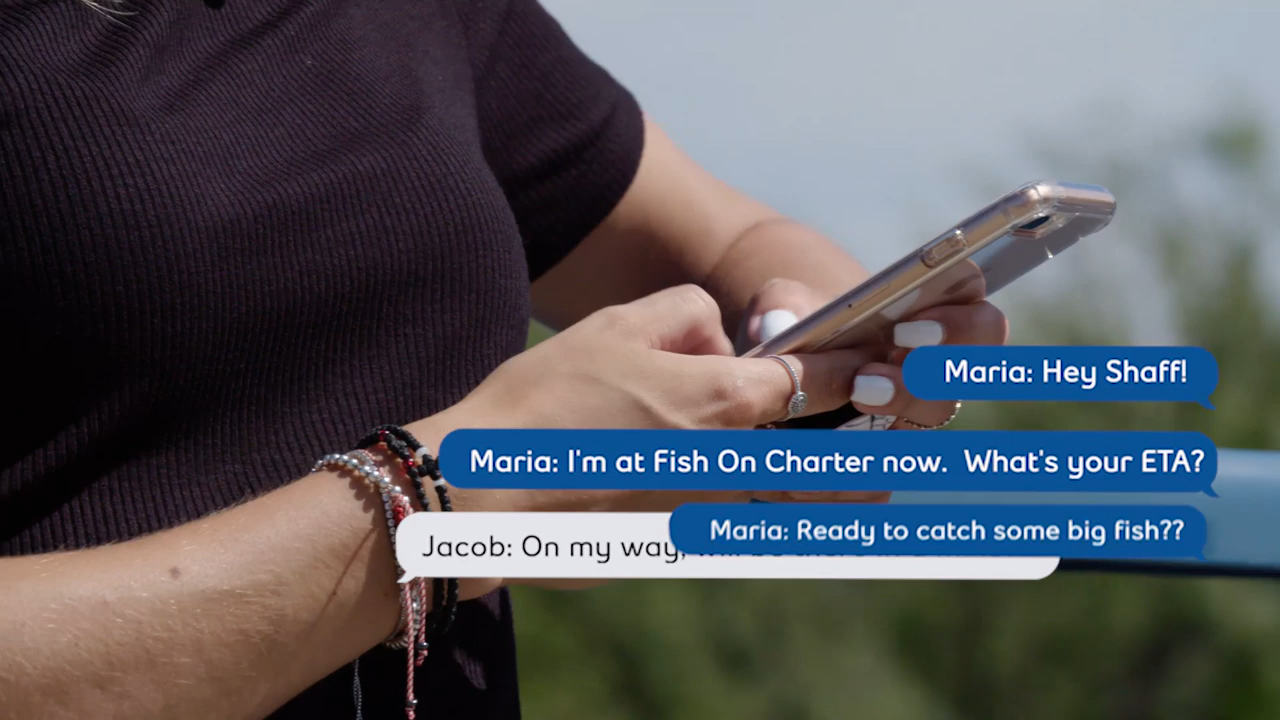 Maria: Hey Shaff!
Maria: I'm at Fish On Charter now.  What's your ETA?
Maria: Ready to catch some big fish??
Jacob: On my way,